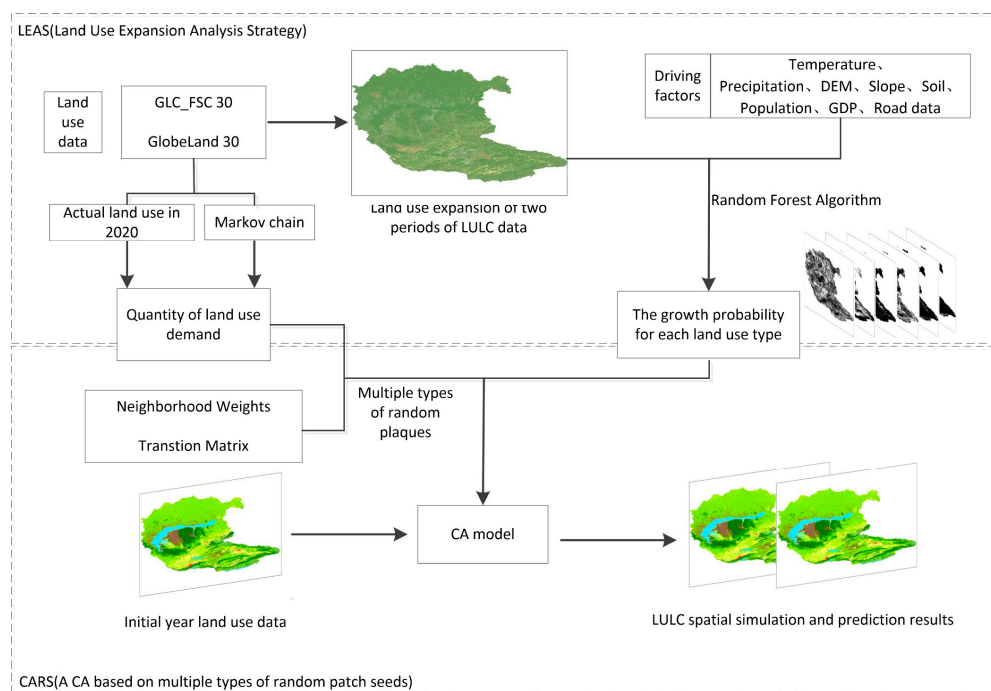 LEAS(Land Use Expansion Analysis Strategy)
Land
use
data
GLC_FSC 30
GlobeLand 30
Driving
factors
Temperature、
Precipitation、DEM、Slope、Soil、
Population、GDP、Road data
Actual land use in
2020
Markov chain
Land use expansion of two
periods of LULC data
Random Forest Algorithm
Quantity of land use
demand
The growth probability
for each land use type
Neighborhood Weights
Transtion Matrix
Multiple types
of random
plaques
CA model
Initial year land use data
LULC spatial simulation and prediction results
CARS(A CA based on multiple types of random patch seeds)